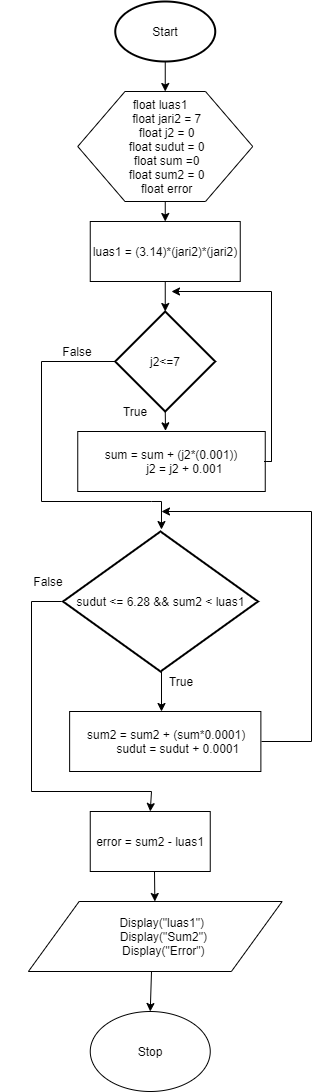 Start
float luas1
float jari2 = 7
float j2 = 0
float sudut = 0
float sum =0
float sum2 = 0
float error
luas1 = (3.14)*(jari2)*(jari2)
j2<=7
False
True
sum = sum + (j2*(0.001))
j2 = j2 + 0.001
sudut <= 6.28 && sum2 < luas1
False
True
sum2 = sum2 + (sum*0.0001)
sudut = sudut + 0.0001
error = sum2 - luas1
Display("luas1")
Display("Sum2")
Display("Error")
Stop